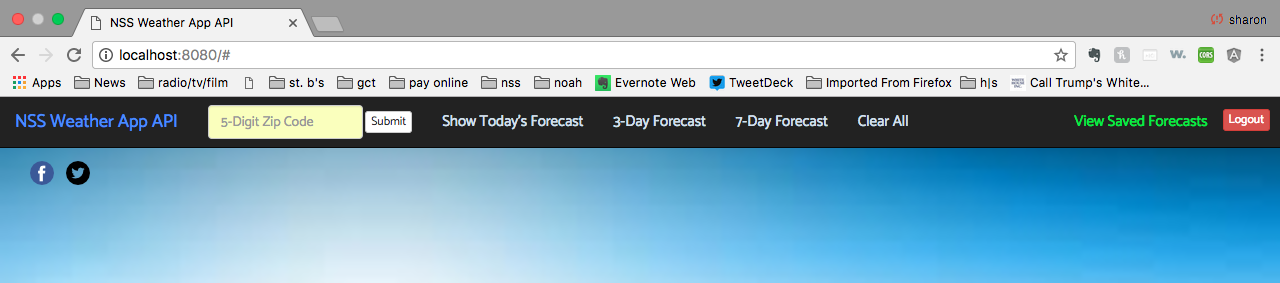 NSS Weather App API
sharon
localhost:8080/#
w.
CORS
Apps News radio/tv/film st. b's gct pay online nss noah Evernote Web TweetDeck Imported From Firefox h|s Call Trump's White...
NSS Weather App API 5-Digit Zip Code Submit Show Today's Forecast 3-Day Forecast 7-Day Forecast Clear All View Saved Forecasts Logout